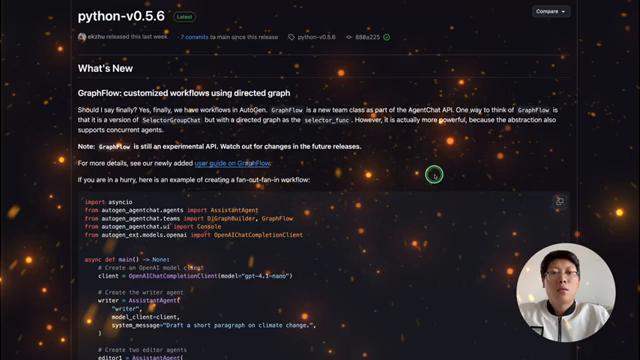 python-v0.5.6 Latest Compare
ekzhu released this last week 7 commits to main since this release python-v0.5.6 880a225
What's New
GraphFlow: customized workflows using directed graph
Should I say finally? Yes, finally, we have workflows in AutoGen. GraphFlow is a new team class as part of the AgentChat API. One way to think of GraphFlow is
that it is a version of SelectorGroupChat but with a directed graph as the selector_func. However, it is actually more powerful, because the abstraction also
supports concurrent agents.
Note: GraphFlow is still an experimental API. Watch out for changes in the future releases.
For more details, see our newly added user guide on GraphFlow.
If you are in a hurry, here is an example of creating a fan-out-fan-in workflow:
import asyncio
from autogen_agentchat.agents import AssistantAgent
from autogen_agentchat.teams import DiGraphBuilder, GraphFlow
from autogen_agentchat.ui import Console
from autogen_ext.models.openai import OpenAIChatCompletionClient
async def main() -> None:
# Create an OpenAI model client
client = OpenAIChatCompletionClient(model="gpt-4.1-nano")
# Create the writer agent
writer = AssistantAgent(
"writer",
model_client=client,
system_message="Draft a short paragraph on climate change.",
)
# Create two editor agents
editor1 = AssistantAgent(